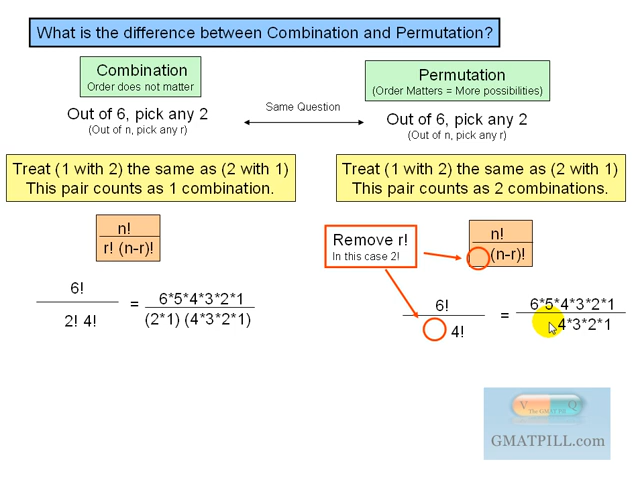 What is the difference between Combination and Permutation?
Combination
Order does not matter
Permutation
(Order Matters = More possibilities)
Same Question
Out of 6, pick any 2
(Out of n, pick any r)
Out of 6, pick any 2
(Out of n, pick any r)
Treat (1 with 2) the same as (2 with 1)
This pair counts as 1 combination.
Treat (1 with 2) the same as (2 with 1)
This pair counts as 2 combinations.
n!
r! (n-r)!
Remove r!
In this case 2!
n!
(n-r)!
6!
2! 4!
=
6*5*4*3*2*1
(2*1) (4*3*2*1)
6!
4!
=
6*5*4*3*2*1
4*3*2*1
V Q
The GMAT Pill
GMATPILL.com